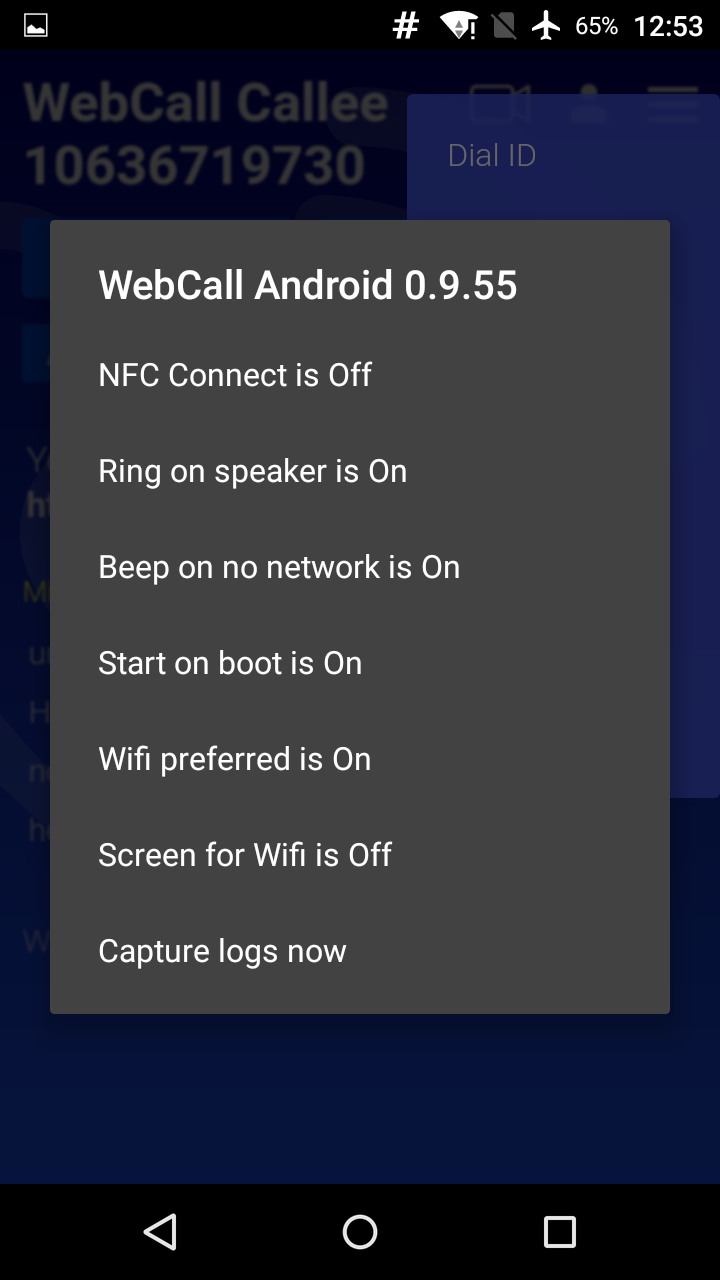 # ! 65% 12:53
WebCall Callee
10636719730
Dial ID
WebCall Android 0.9.55
NFC Connect is Off
Ring on speaker is On
Beep on no network is On
Start on boot is On
Wifi preferred is On
Screen for Wifi is Off
Capture logs now